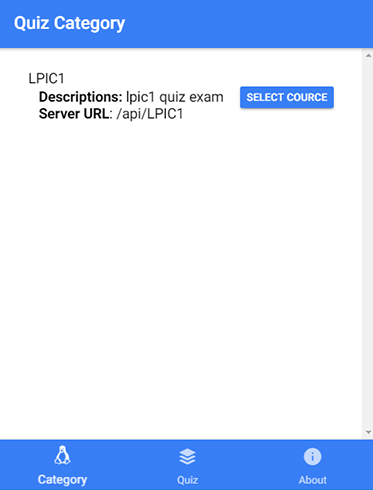 Quiz Category
LPIC1
Descriptions: lpic1 quiz exam
SELECT COURCE
Server URL: /api/LPIC1
Category
Quiz
About